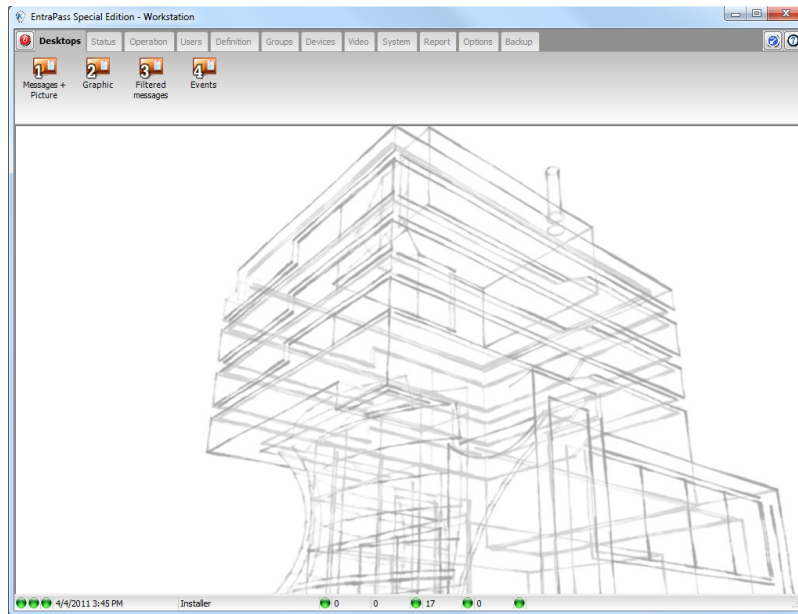 EntraPass Special Edition - Workstation
Desktops Status Operation Users Definition Groups Devices Video System Report Options Backup
1 2 3 4
Messages + Picture Graphic Filtered messages Events
4/4/2011 3:45 PM Installer 0 0 17 0